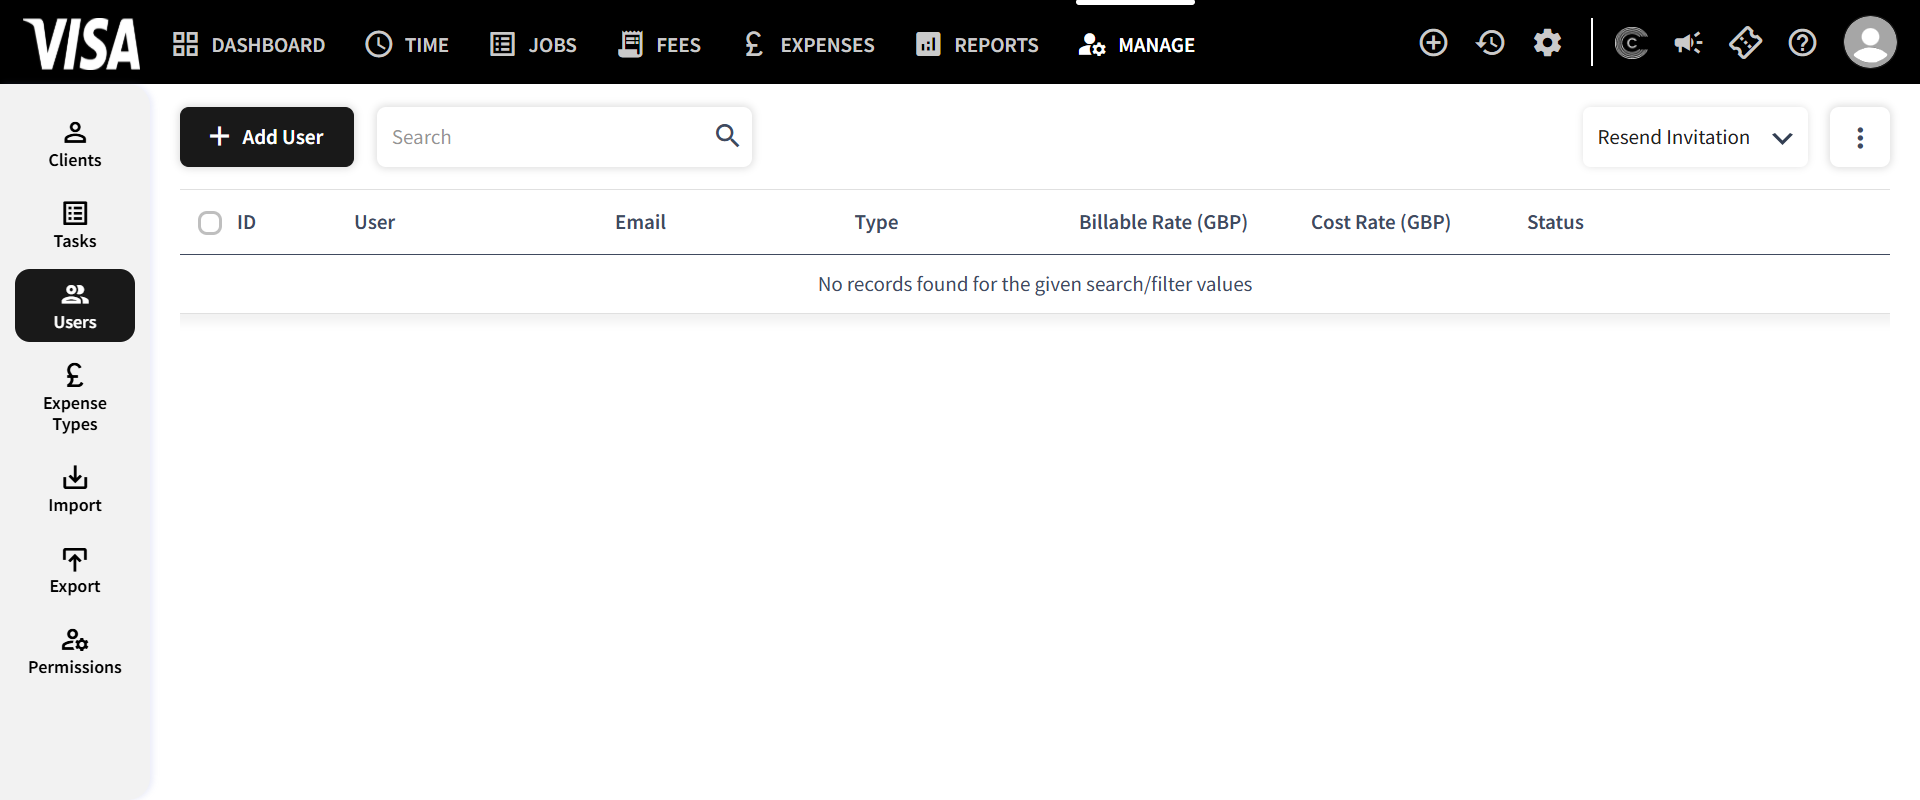 VISA
DASHBOARD
TIME
JOBS
FEES
EXPENSES
REPORTS
MANAGE
Clients
Tasks
Users
Expense
Types
Import
Export
Permissions
Add User
Search
Resend Invitation
ID
User
Email
Type
Billable Rate (GBP)
Cost Rate (GBP)
Status
No records found for the given search/filter values